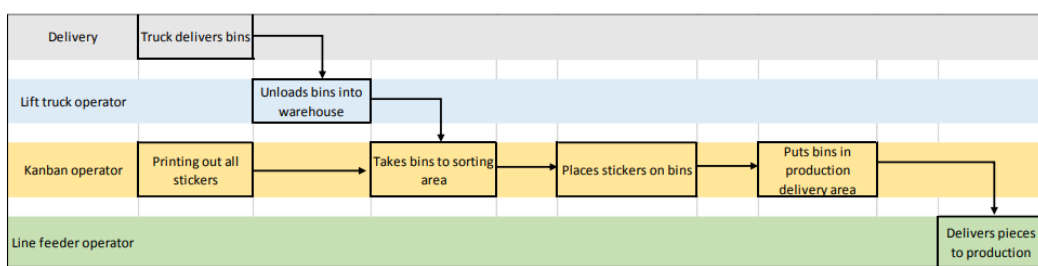 Delivery
Truck delivers bins
Lift truck operator
Unloads bins into
warehouse
Kanban operator
Printing out all
stickers
Takes bins to sorting
area
Places stickers on bins
Puts bins in
production
delivery area
Line feeder operator
Delivers pieces
to production